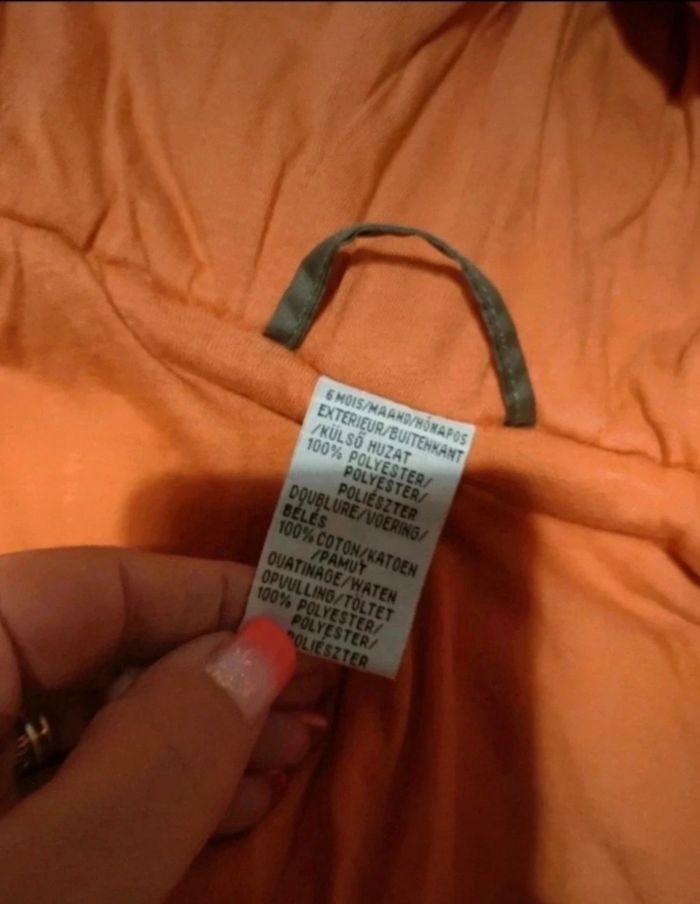 6 MOIS/MAAND/HÓNAPOS
EXTERIEUR/BUITENKANT
/KÜLSŐ HUZAT
100% POLYESTER/
POLYESTER/
POLIÉSZTER
DOUBLURE/VOERING/
BÉLÉS
100% COTON/KATOEN
/PAMUT
OUATINAGE/WATEN
OPVULLING/TÖLTET
100% POLYESTER/
POLYESTER/
POLIÉSZTER